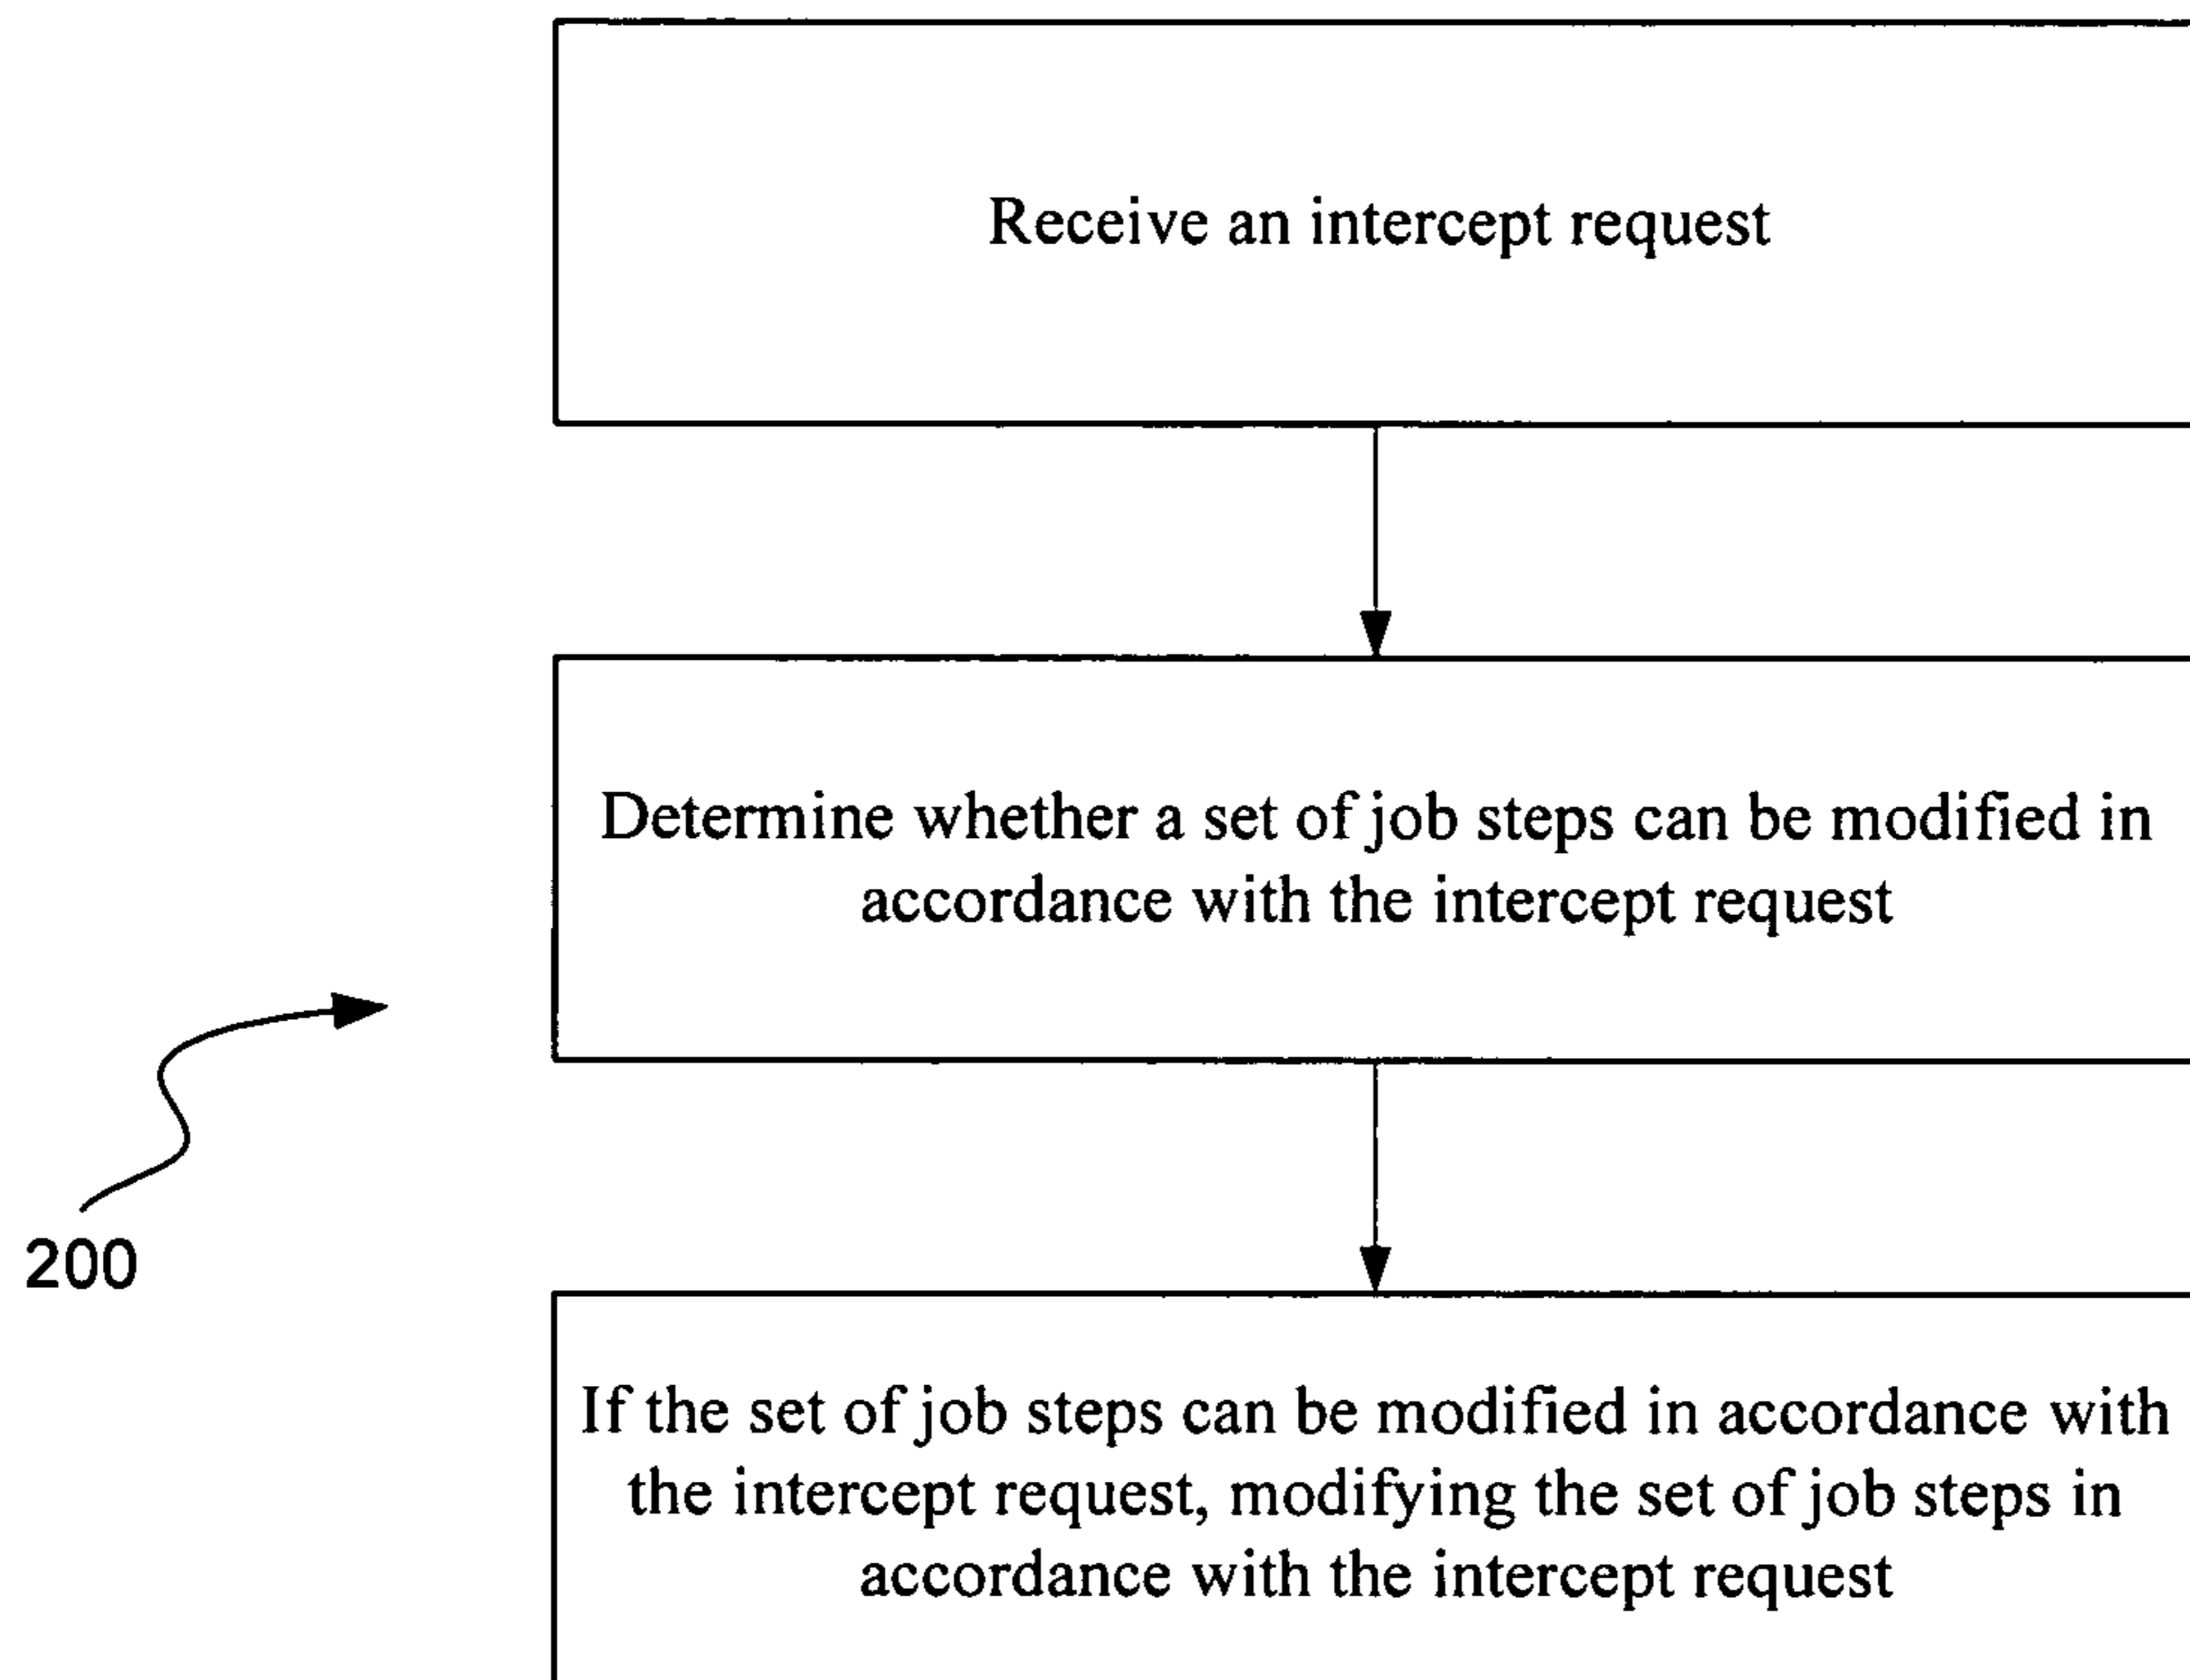 Receive an intercept request
Determine whether a set of job steps can be modified in
accordance with the intercept request
200
If the set of job steps can be modified in accordance with
the intercept request, modifying the set of job steps in
accordance with the intercept request